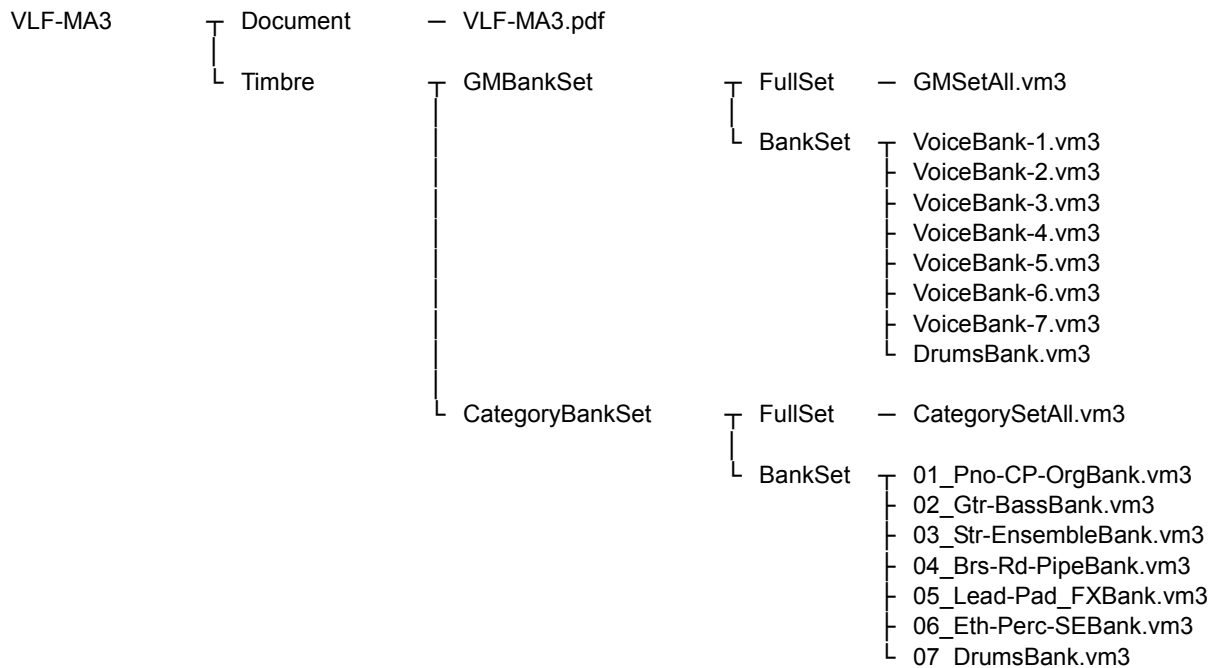 VLF-MA3 ┬ Document ─ VLF-MA3.pdf
└ Timbre ┬ GMBankSet ┬ FullSet ─ GMSetAll.vm3
└ BankSet ┬ VoiceBank-1.vm3
├ VoiceBank-2.vm3
├ VoiceBank-3.vm3
├ VoiceBank-4.vm3
├ VoiceBank-5.vm3
├ VoiceBank-6.vm3
├ VoiceBank-7.vm3
└ DrumsBank.vm3
└ CategoryBankSet ┬ FullSet ─ CategorySetAll.vm3
└ BankSet ┬ 01_Pno-CP-OrgBank.vm3
├ 02_Gtr-BassBank.vm3
├ 03_Str-EnsembleBank.vm3
├ 04_Brs-Rd-PipeBank.vm3
├ 05_Lead-Pad_FXBank.vm3
├ 06_Eth-Perc-SEBank.vm3
└ 07_DrumsBank.vm3